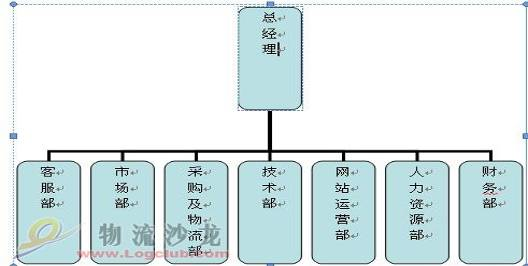 总经理
客服部
市场部
采购及物流部
技术部
网站运营部
人力资源部
财务部
物流沙龙
www.Logclub.com